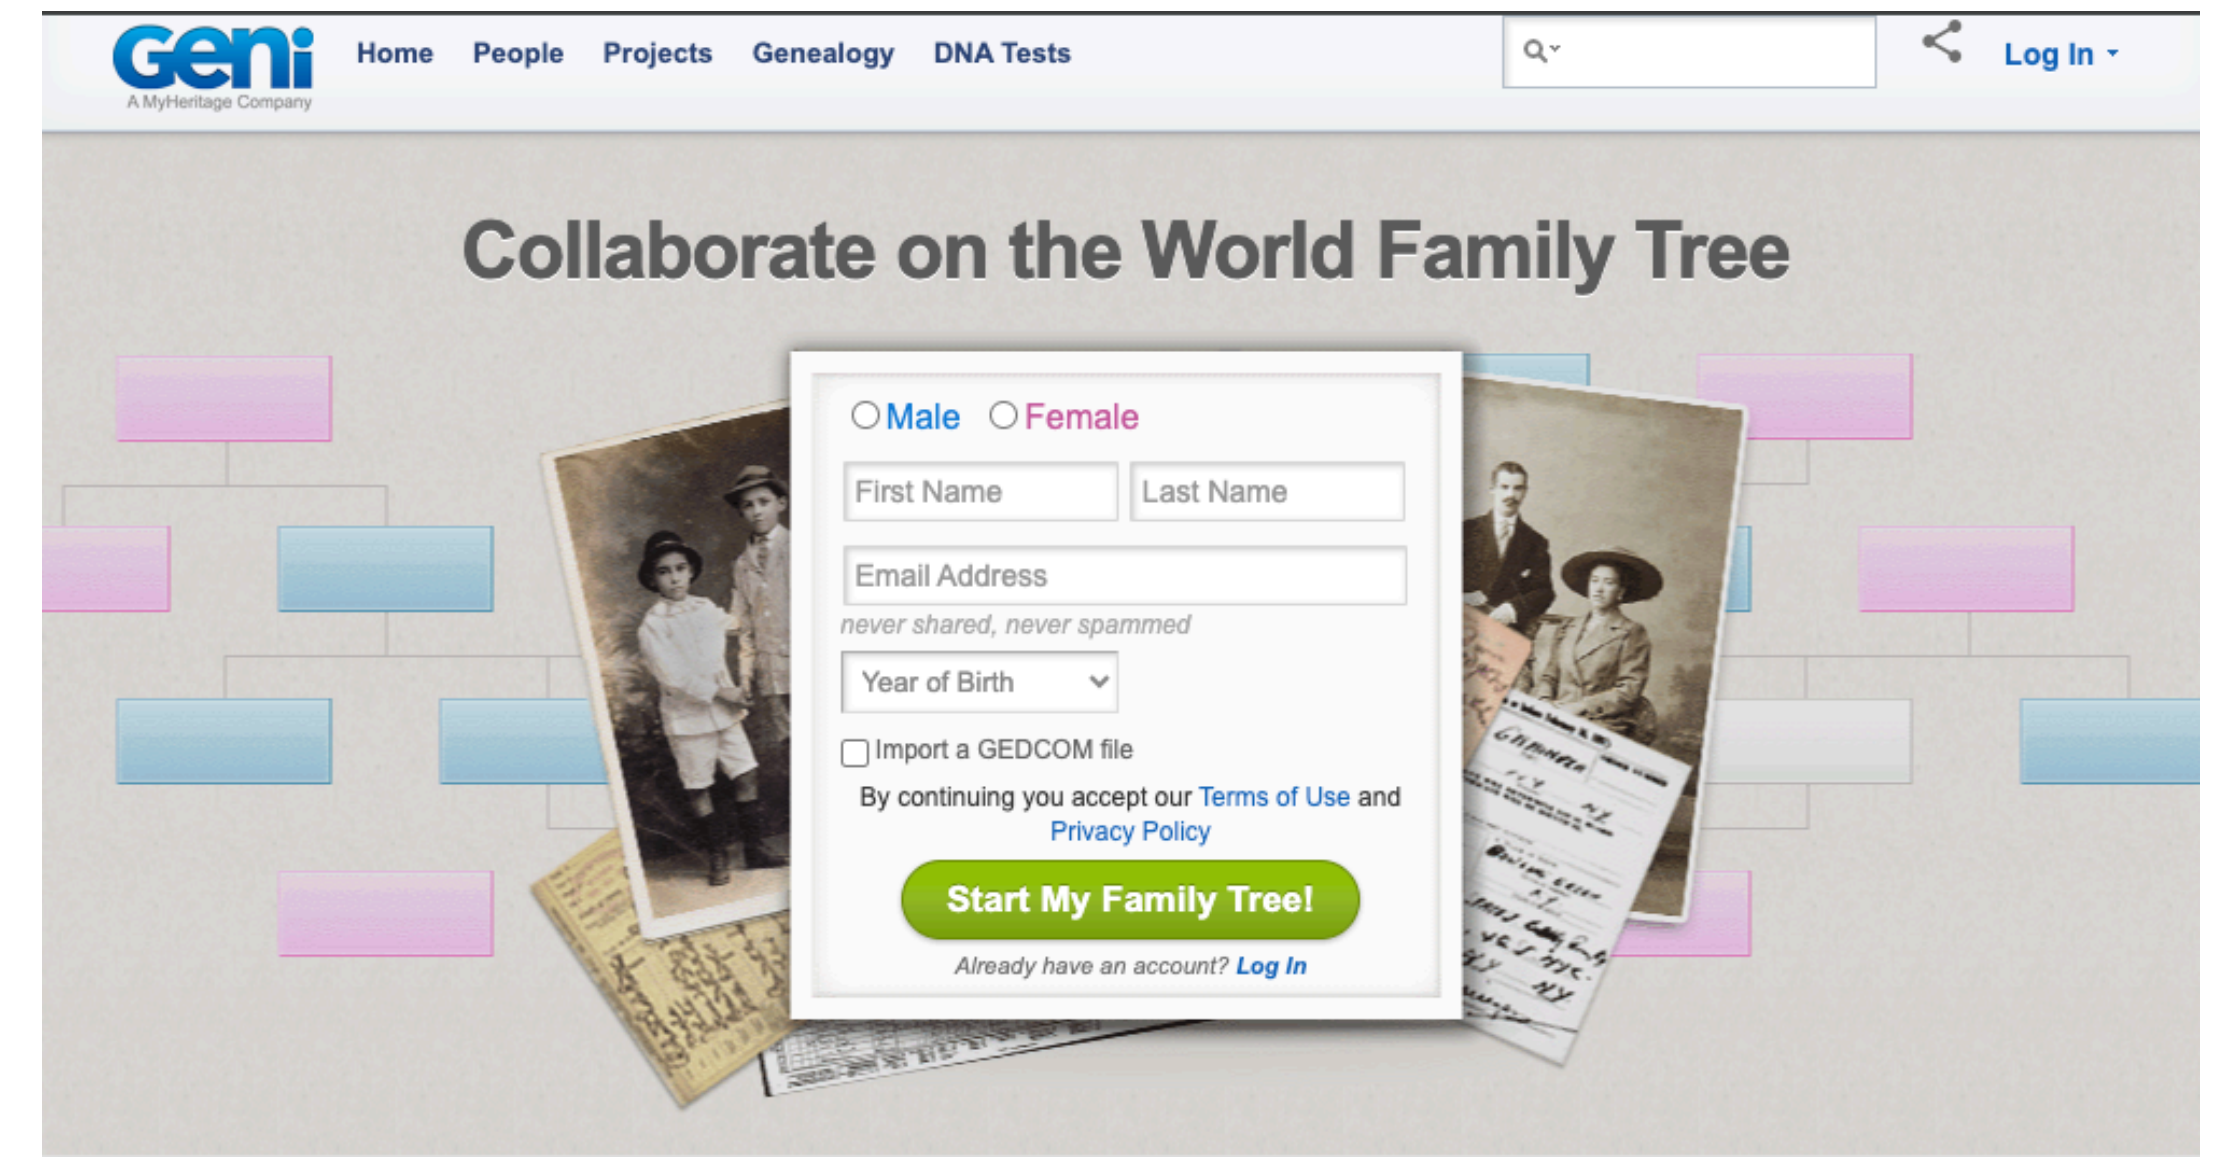 Geni
A MyHeritage Company
Home People Projects Genealogy DNA Tests
Log In
Collaborate on the World Family Tree
Male Female
First Name Last Name
Email Address
never shared, never spammed
Year of Birth
Import a GEDCOM file
By continuing you accept our Terms of Use and
Privacy Policy
Start My Family Tree!
Already have an account? Log In